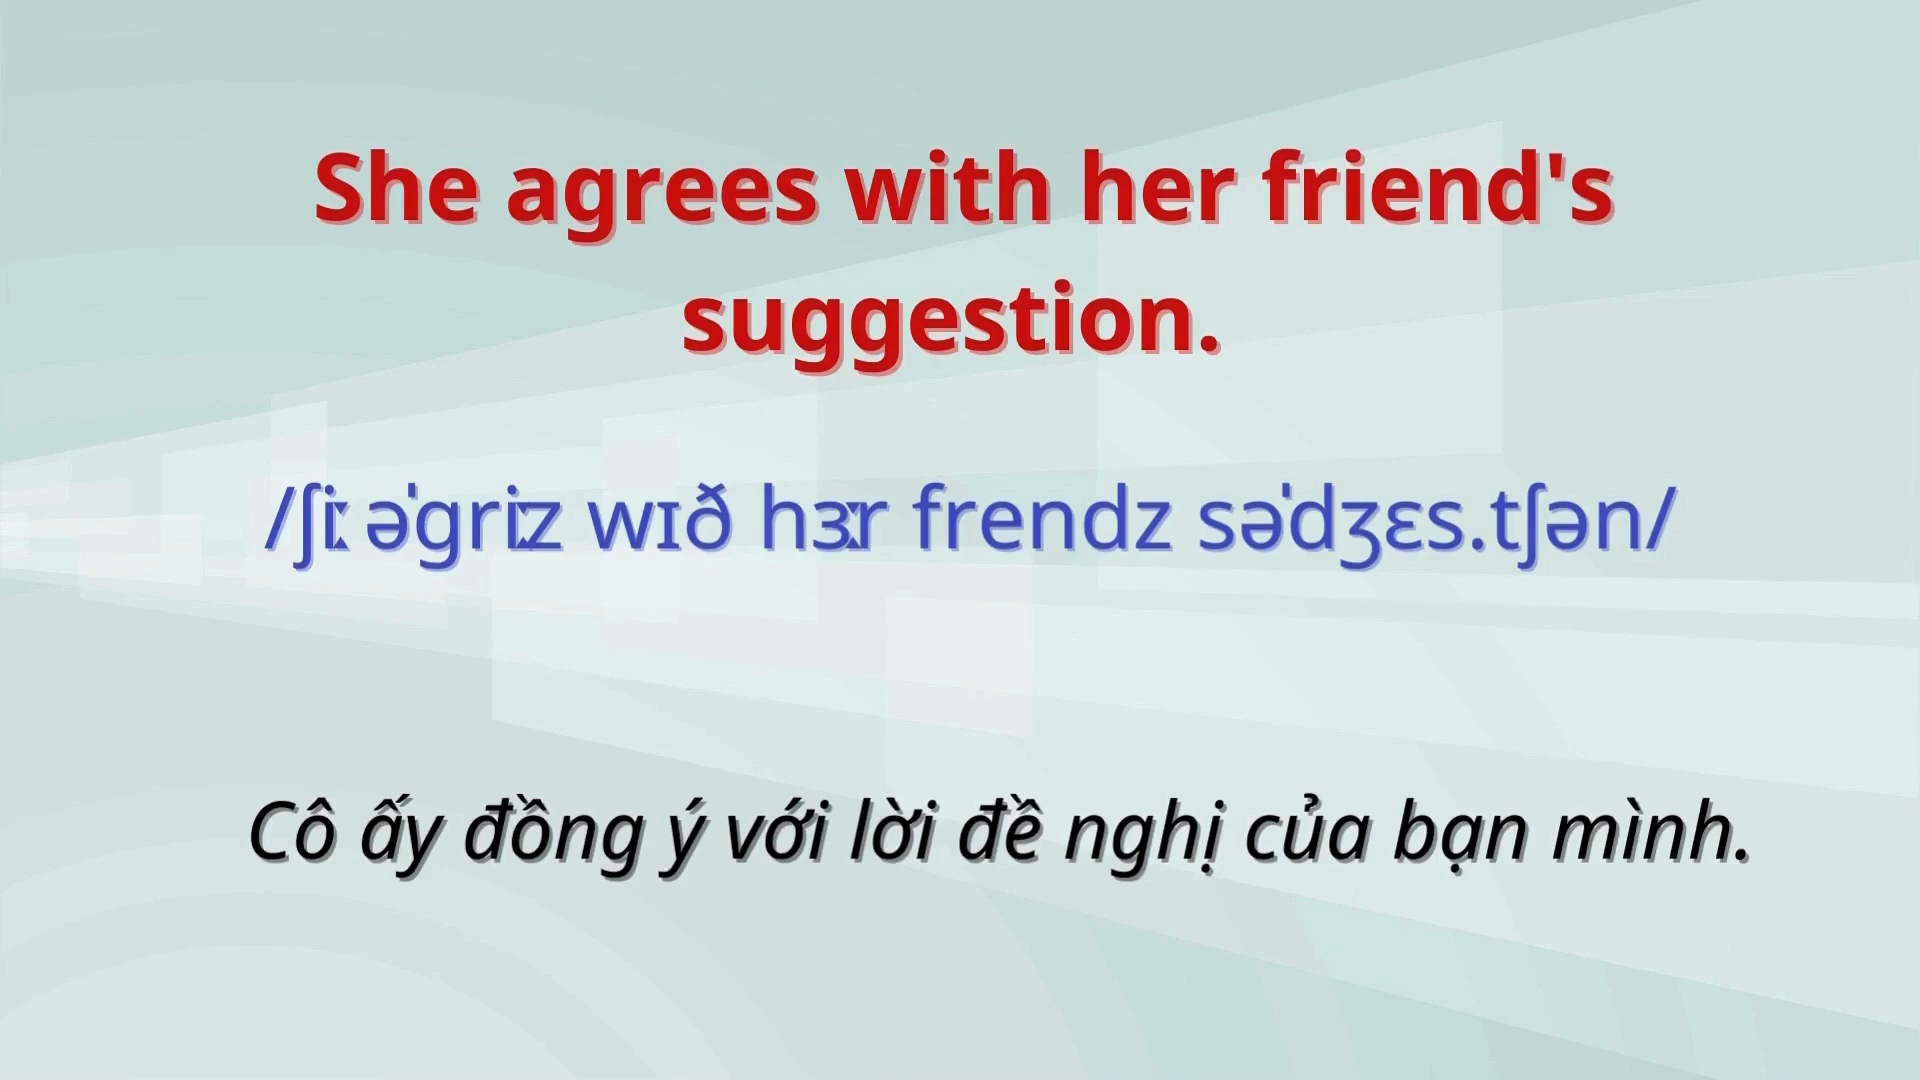 She agrees with her friend's
suggestion.
/ʃiː əˈɡriːz wɪð hɜːr frendz səˈdʒɛs.tʃən/
Cô ấy đồng ý với lời đề nghị của bạn mình.